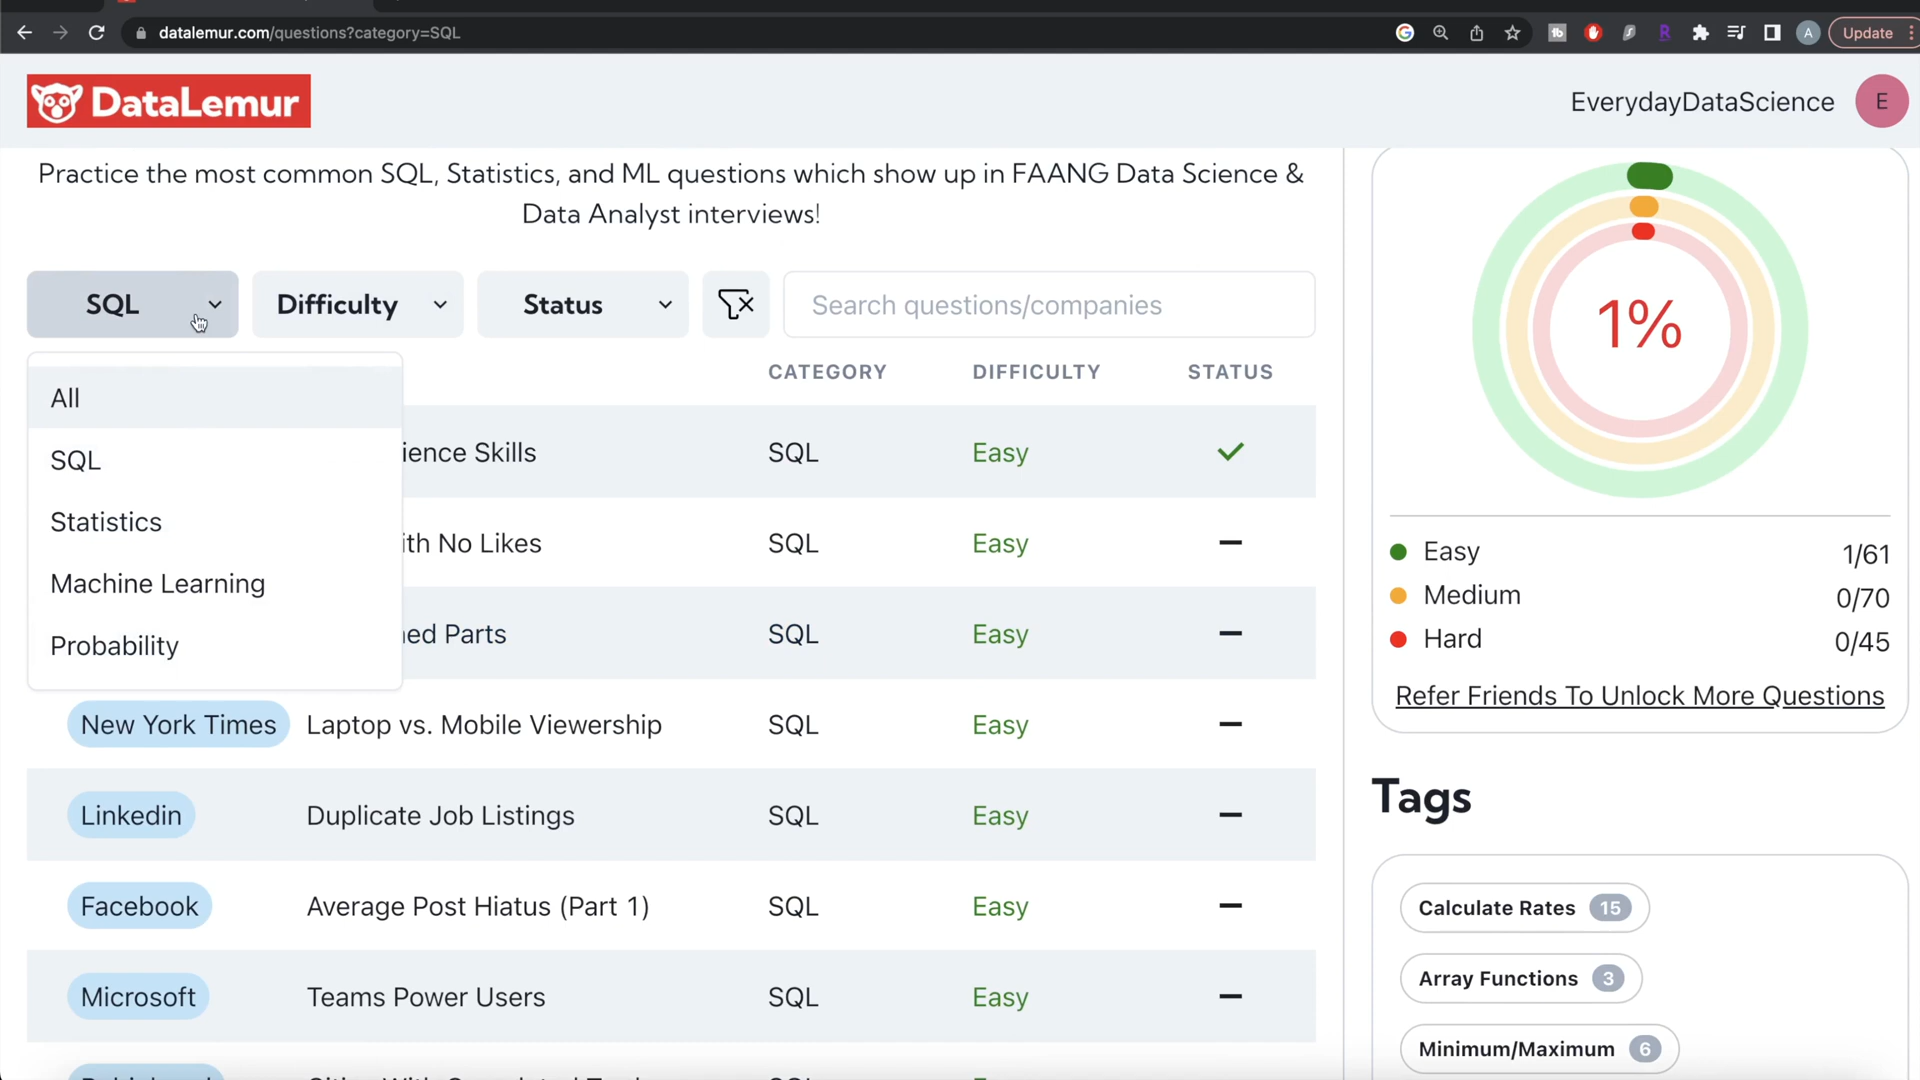 datalemur.com/questions?category=SQL
Update
DataLemur
EverydayDataScience
E
Practice the most common SQL, Statistics, and ML questions which show up in FAANG Data Science &
Data Analyst interviews!
SQL
Difficulty
Status
Search questions/companies
CATEGORY
DIFFICULTY
STATUS
All
SQL
Statistics
Machine Learning
Probability
ience Skills SQL Easy
ith No Likes SQL Easy
ned Parts SQL Easy
New York Times Laptop vs. Mobile Viewership SQL Easy
Linkedin Duplicate Job Listings SQL Easy
Facebook Average Post Hiatus (Part 1) SQL Easy
Microsoft Teams Power Users SQL Easy
1%
Easy 1/61
Medium 0/70
Hard 0/45
Refer Friends To Unlock More Questions
Tags
Calculate Rates 15
Array Functions 3
Minimum/Maximum 6